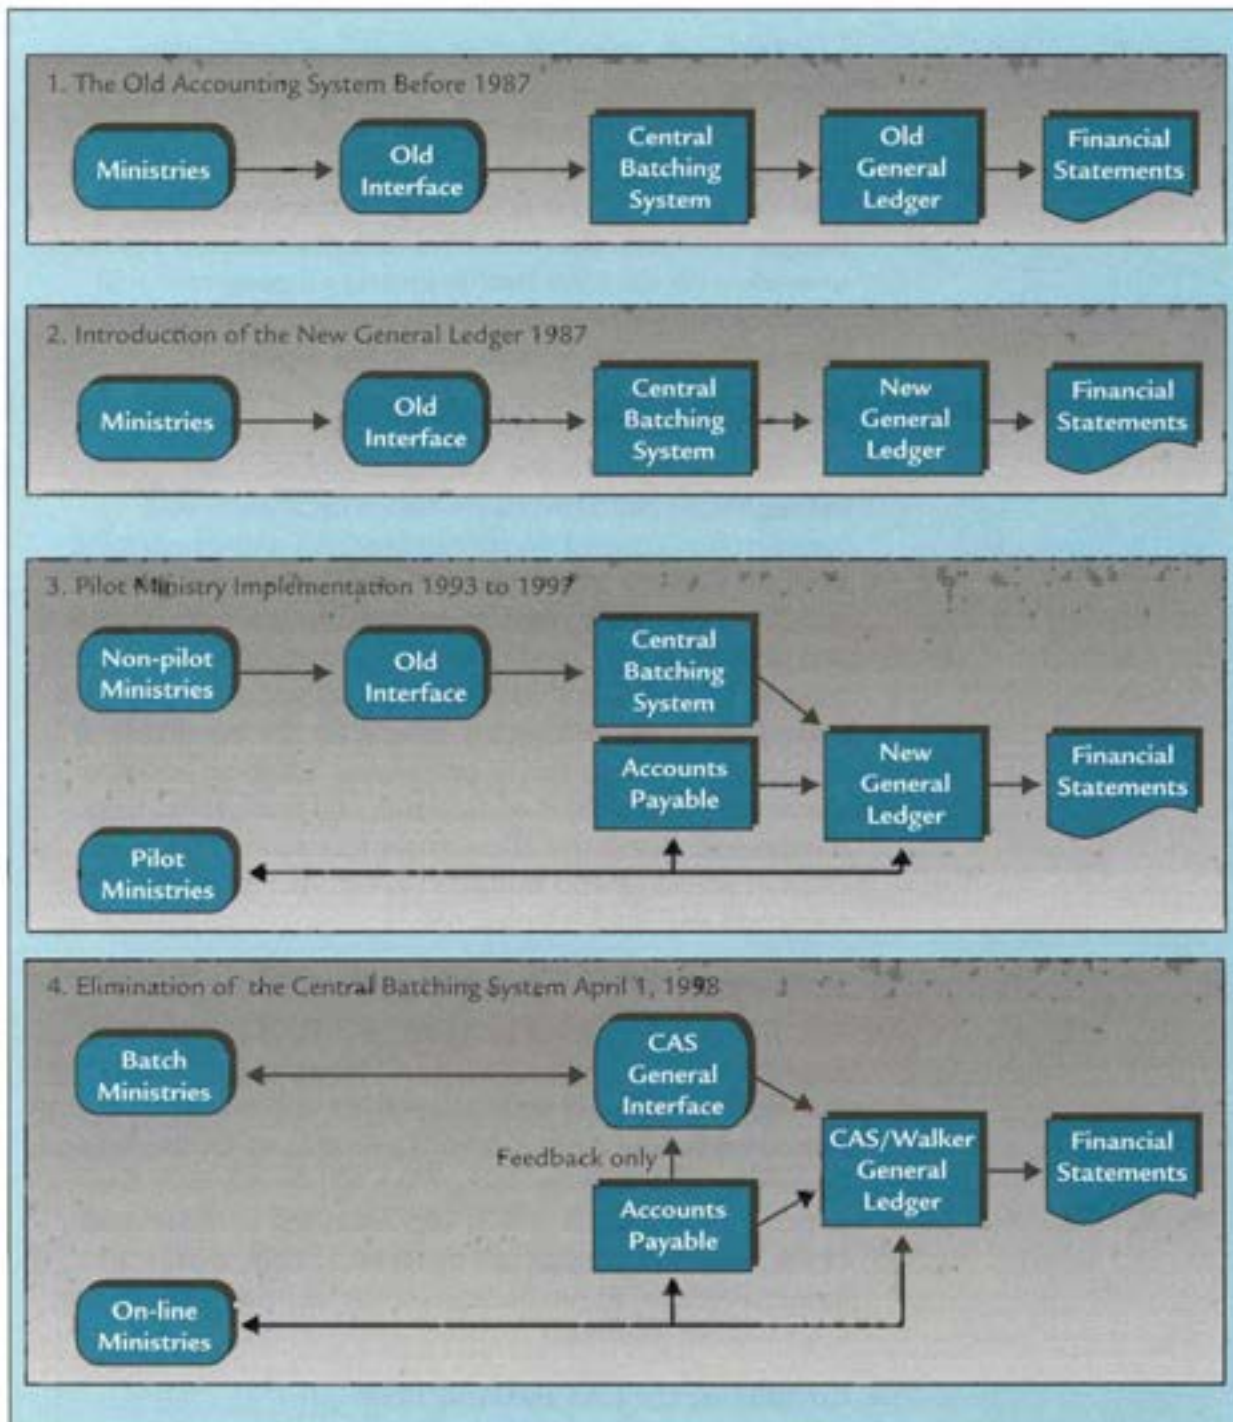 1. The Old Accounting System Before 1987
Ministries
Old
Interface
Central
Batching
System
Old
General
Ledger
Financial
Statements
2. Introduction of the New General Ledger 1987
Ministries
Old
Interface
Central
Batching
System
New
General
Ledger
Financial
Statements
3. Pilot Ministry Implementation 1993 to 1997
Non-pilot
Ministries
Old
Interface
Central
Batching
System
Accounts
Payable
New
General
Ledger
Financial
Statements
Pilot
Ministries
4. Elimination of the Central Batching System April 1, 1998
Batch
Ministries
CAS
General
Interface
Feedback only
Accounts
Payable
CAS/Walker
General
Ledger
Financial
Statements
On-line
Ministries